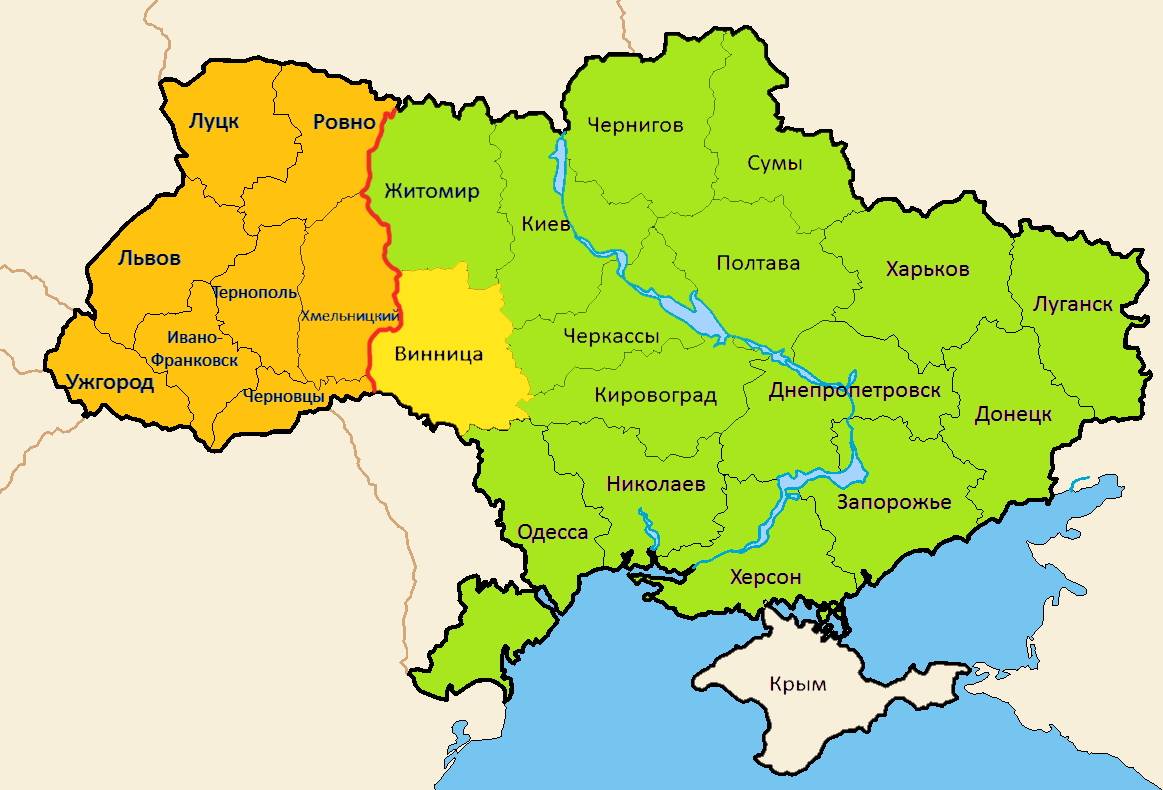 Луцк
Ровно
Чернигов
Сумы
Житомир
Киев
Львов
Полтава
Харьков
Тернополь
Луганск
Хмельницкий
Ивано-
Франковск
Черкассы
Винница
Ужгород
Черновцы
Кировоград
Днепропетровск
Донецк
Николаев
Запорожье
Одесса
Херсон
Крым